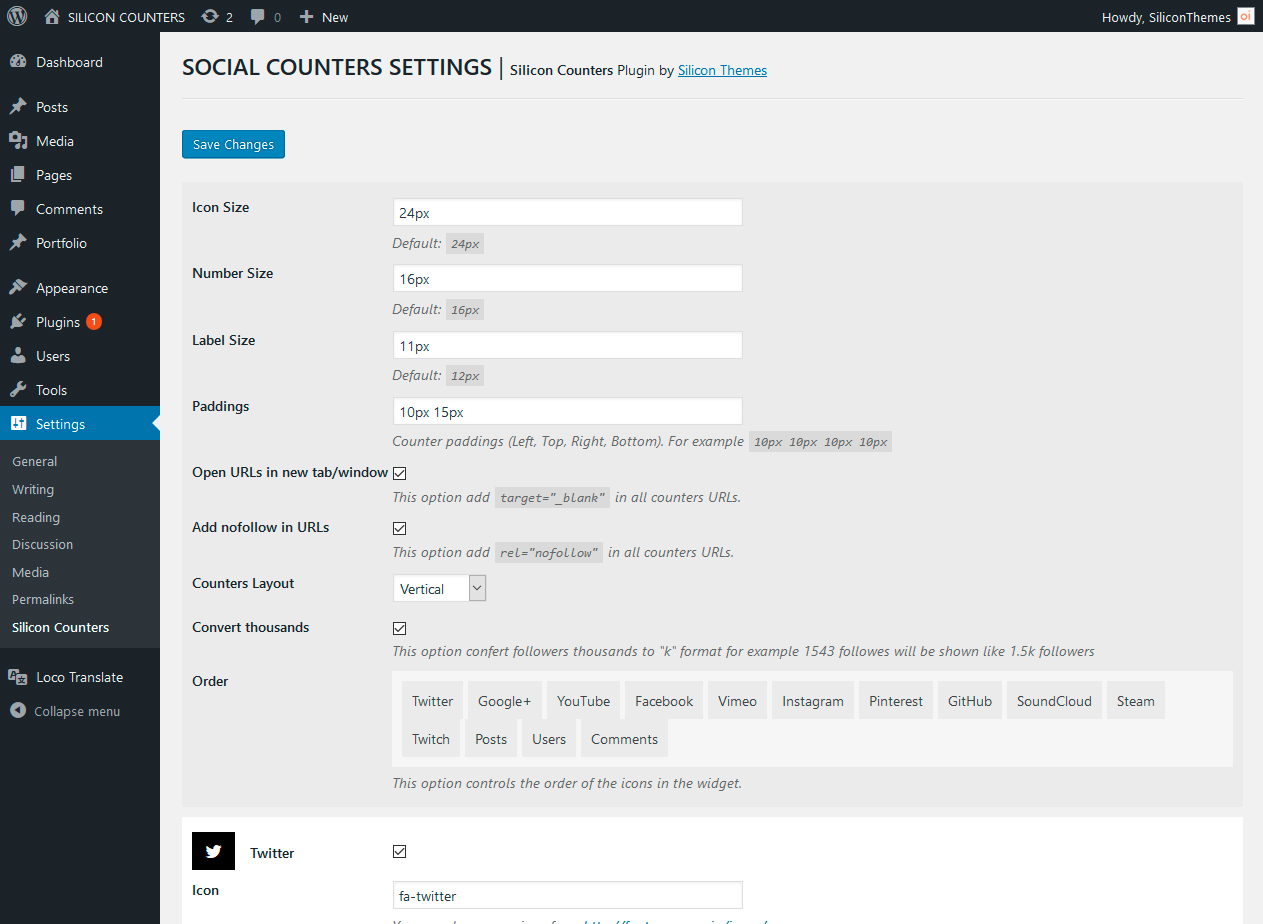 SILICON COUNTERS 2 0 New Howdy, SiliconThemes oi
Dashboard
Posts
Media
Pages
Comments
Portfolio
Appearance
Plugins 1
Users
Tools
Settings
General
Writing
Reading
Discussion
Media
Permalinks
Silicon Counters
Loco Translate
Collapse menu
SOCIAL COUNTERS SETTINGS | Silicon Counters Plugin by Silicon Themes
Save Changes
Icon Size 24px
Default: 24px
Number Size 16px
Default: 16px
Label Size 11px
Default: 12px
Paddings 10px 15px
Counter paddings (Left, Top, Right, Bottom). For example 10px 10px 10px 10px
Open URLs in new tab/window
This option add target="_blank" in all counters URLs.
Add nofollow in URLs
This option add rel="nofollow" in all counters URLs.
Counters Layout Vertical
Convert thousands
This option confert followers thousands to "k" format for example 1543 followes will be shown like 1.5k followers
Order
Twitter Google+ YouTube Facebook Vimeo Instagram Pinterest GitHub SoundCloud Steam
Twitch Posts Users Comments
This option controls the order of the icons in the widget.
Twitter
Icon fa-twitter